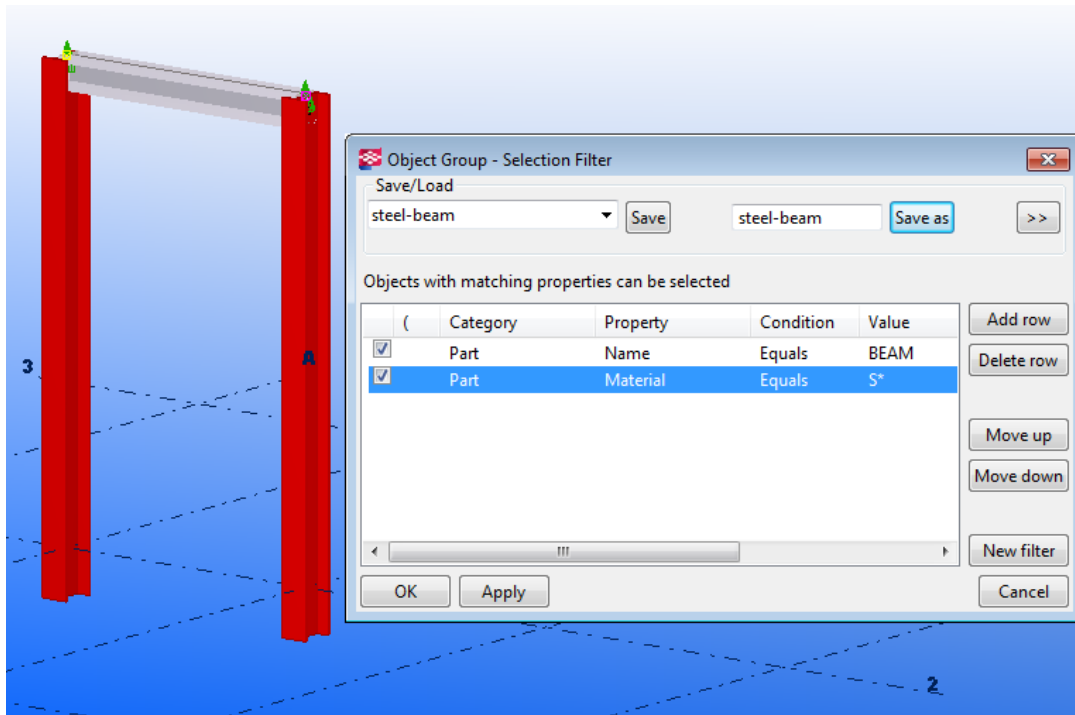 Object Group - Selection Filter
Save/Load
steel-beam Save steel-beam Save as >>
Objects with matching properties can be selected
( Category Property Condition Value
Part Name Equals BEAM
Part Material Equals S*
Add row
Delete row
Move up
Move down
New filter
OK Apply Cancel
3
A
2